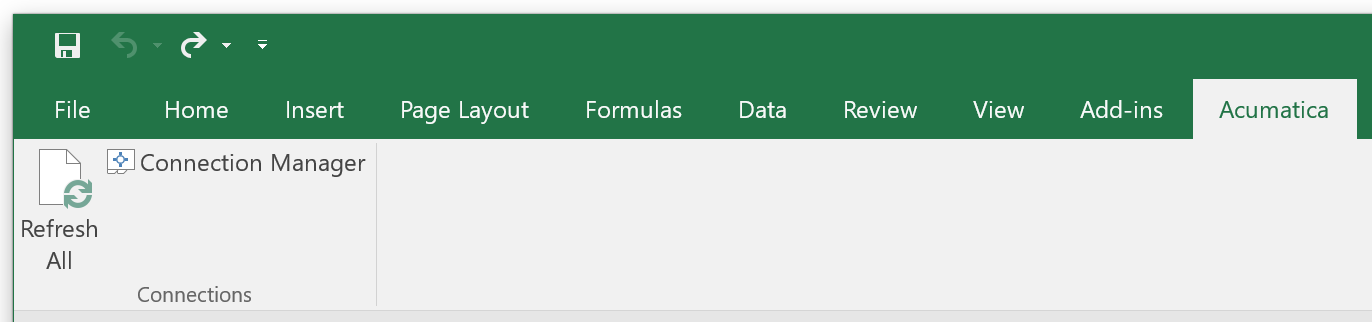 File Home Insert Page Layout Formulas Data Review View Add-ins Acumatica
Connection Manager
Refresh
All
Connections